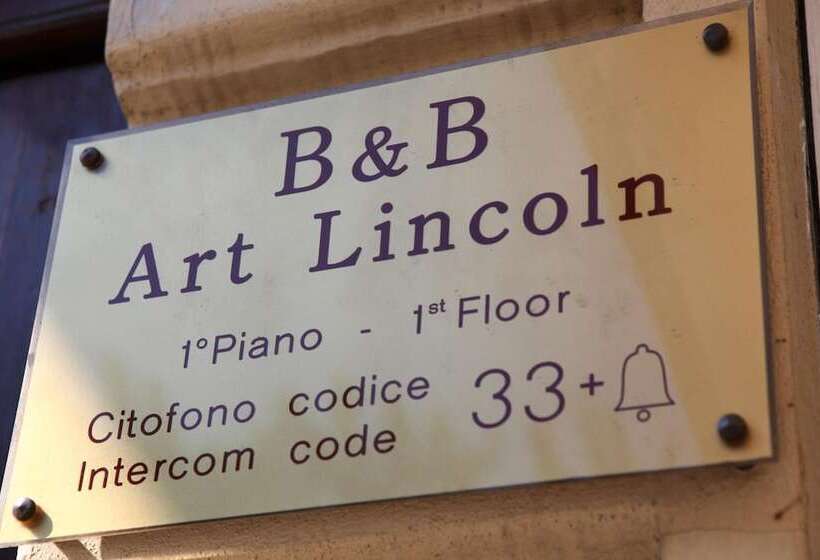 B&B
Art Lincoln
1°Piano - 1st Floor
Citofono codice 33+
Intercom code